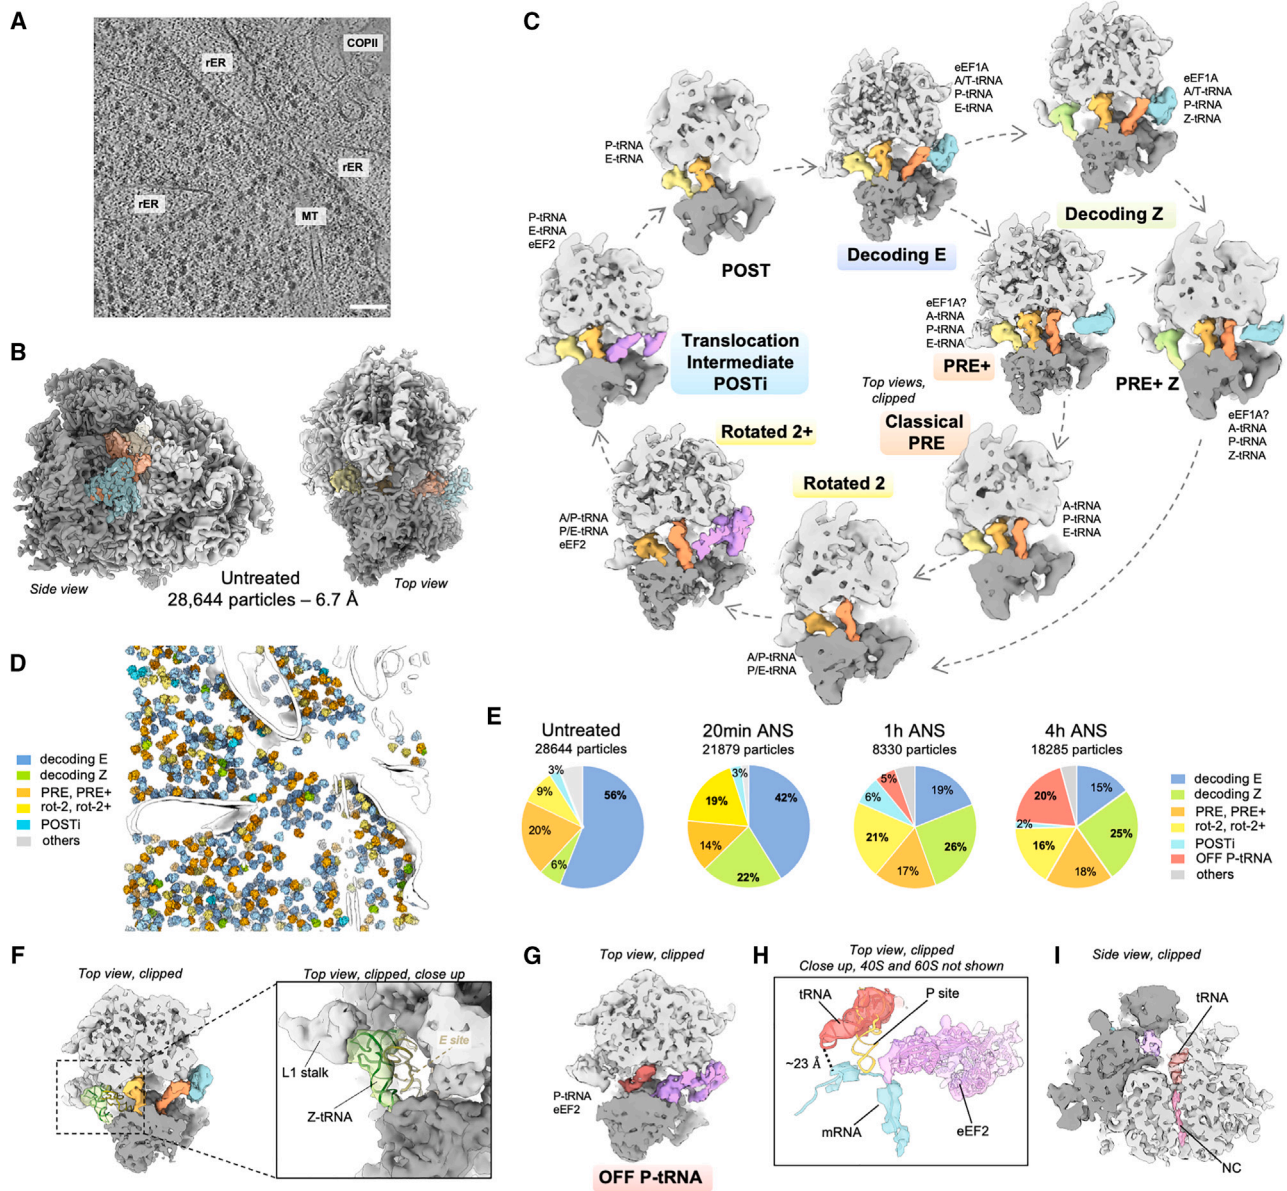 A
COPII
rER
rER
rER
MT
B
Side view
Untreated
28,644 particles – 6.7 Å
Top view
C
P-tRNA
E-tRNA
POST
eEF1A
A/T-tRNA
P-tRNA
E-tRNA
Decoding E
eEF1A
A/T-tRNA
P-tRNA
Z-tRNA
Decoding Z
P-tRNA
E-tRNA
eEF2
Translocation
Intermediate
POSTi
eEF1A?
A-tRNA
P-tRNA
E-tRNA
PRE+
PRE+ Z
eEF1A?
A-tRNA
P-tRNA
Z-tRNA
Top views,
clipped
Classical
PRE
A-tRNA
P-tRNA
E-tRNA
Rotated 2+
A/P-tRNA
P/E-tRNA
eEF2
Rotated 2
A/P-tRNA
P/E-tRNA
D
decoding E
decoding Z
PRE, PRE+
rot-2, rot-2+
POSTi
others
E
Untreated
28644 particles
3%
9%
20%
6%
56%
20min ANS
21879 particles
3%
19%
14%
22%
42%
1h ANS
8330 particles
5%
6%
21%
17%
26%
19%
4h ANS
18285 particles
20%
2%
16%
18%
25%
15%
decoding E
decoding Z
PRE, PRE+
rot-2, rot-2+
POSTi
OFF P-tRNA
others
F
Top view, clipped
Top view, clipped, close up
L1 stalk
E site
Z-tRNA
G
Top view, clipped
P-tRNA
eEF2
OFF P-tRNA
H
Top view, clipped
Close up, 40S and 60S not shown
tRNA
P site
~23 Å
mRNA
eEF2
I
Side view, clipped
tRNA
NC